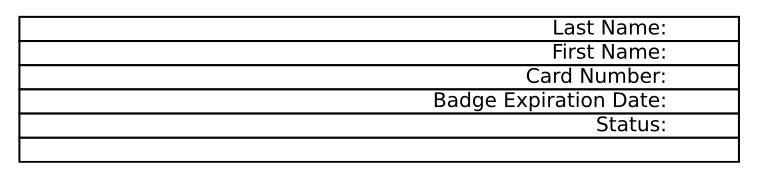 Last Name:
First Name:
Card Number:
Badge Expiration Date:
Status: